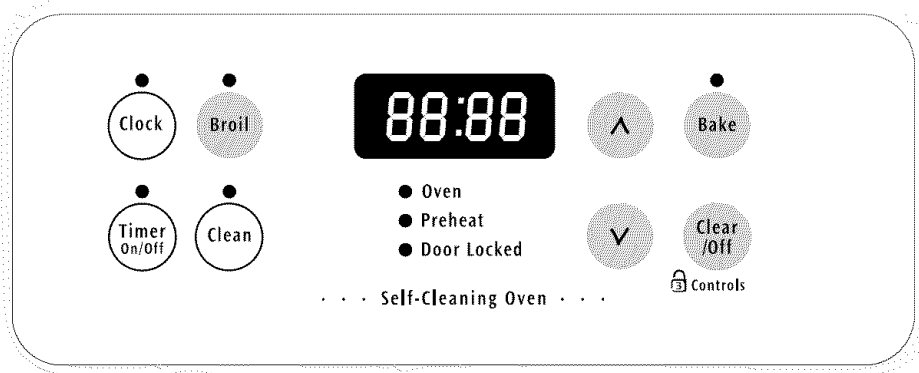 Clock
Broil
88:88
Bake
Timer
On/Off
Clean
Oven
Preheat
Door Locked
Clear
/Off
3 Controls
· · · Self-Cleaning Oven · · ·